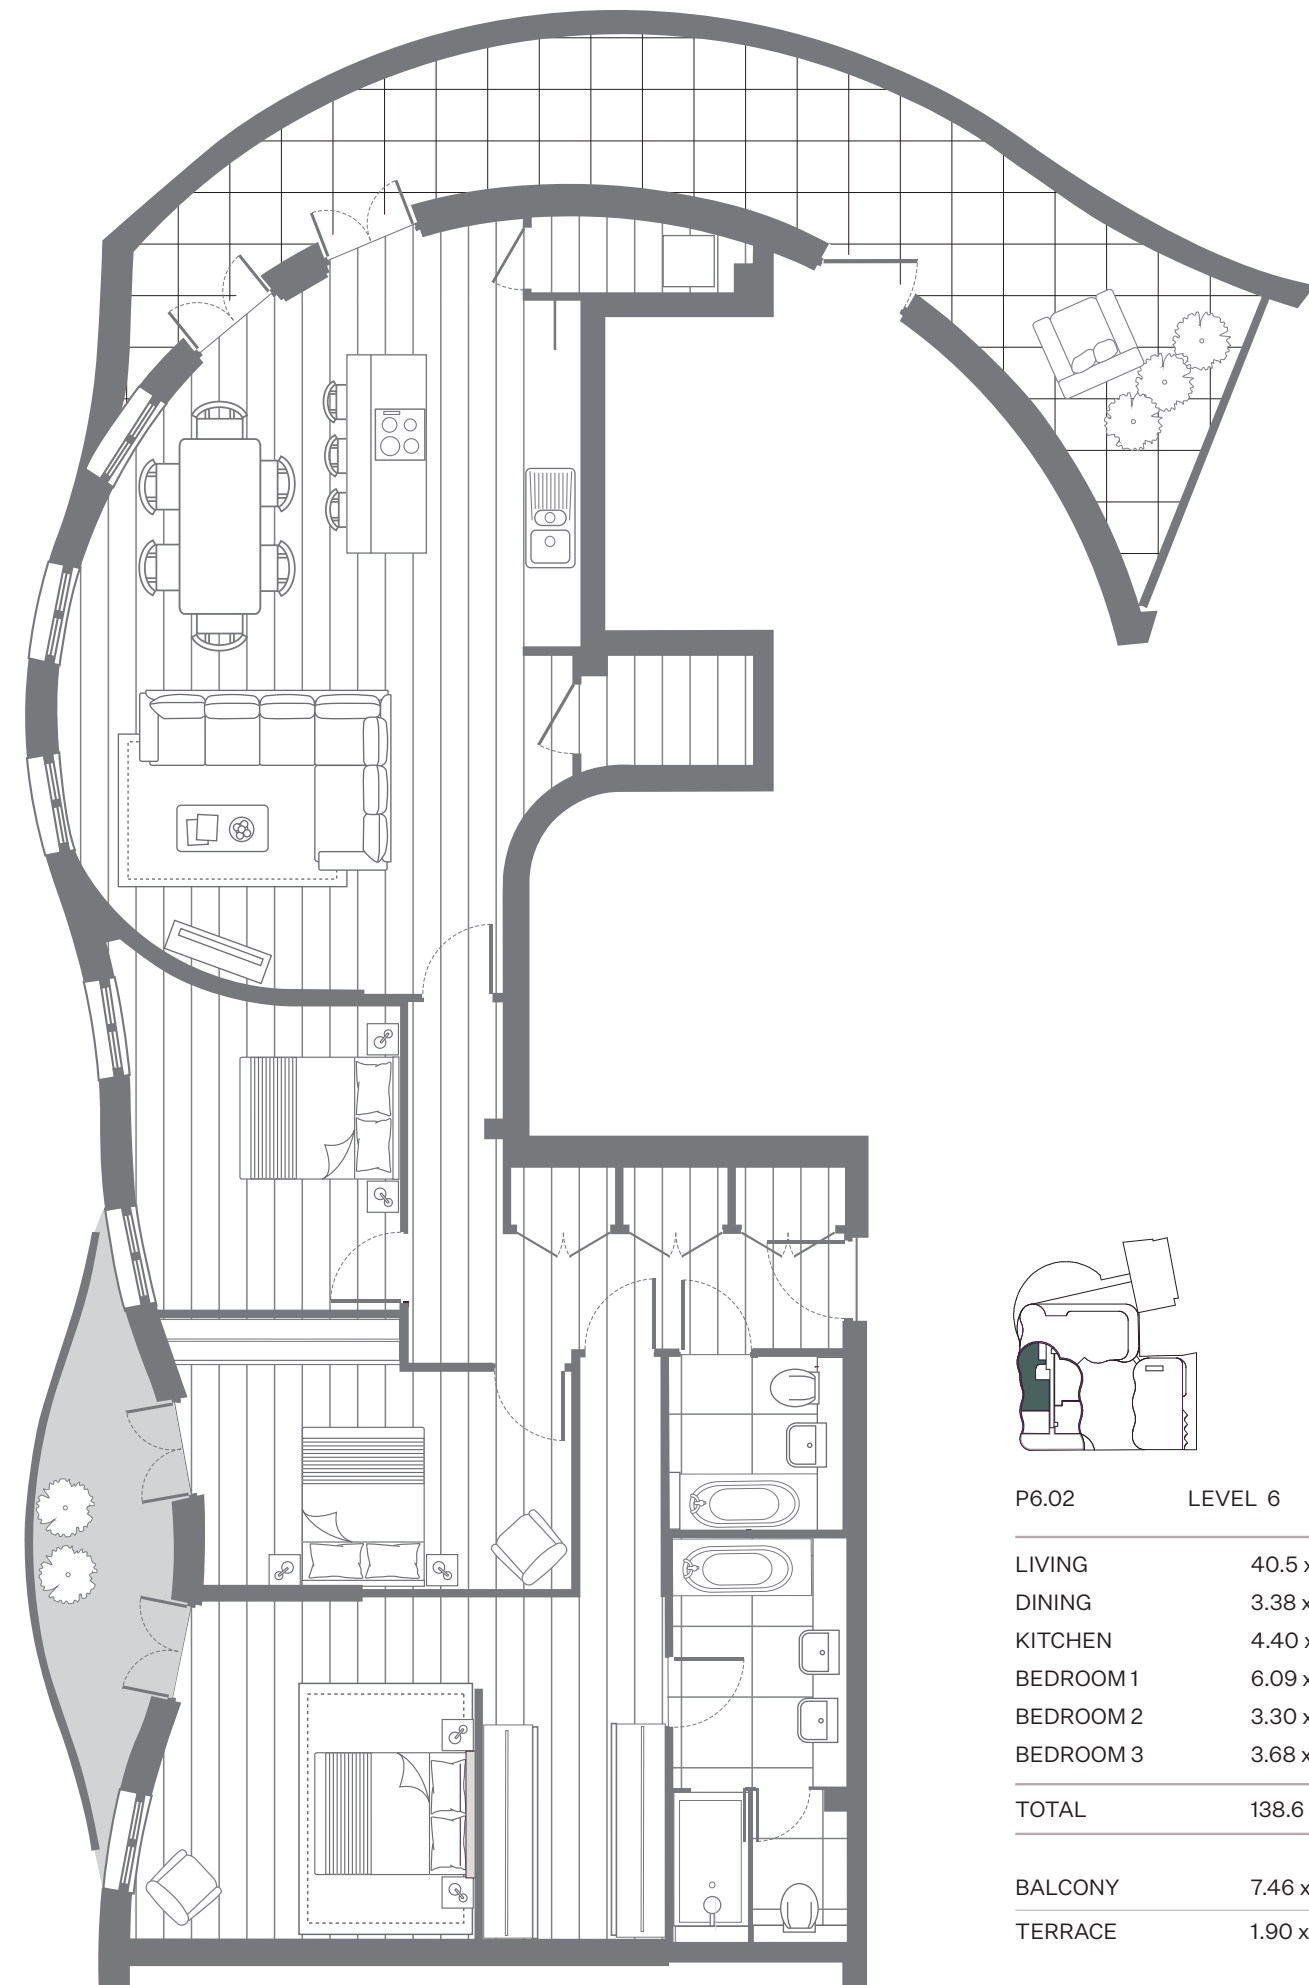 P6.02 LEVEL 6
LIVING 40.5 x
DINING 3.38 x
KITCHEN 4.40 x
BEDROOM 1 6.09 x
BEDROOM 2 3.30 x
BEDROOM 3 3.68 x
TOTAL 138.6
BALCONY 7.46 x
TERRACE 1.90 x